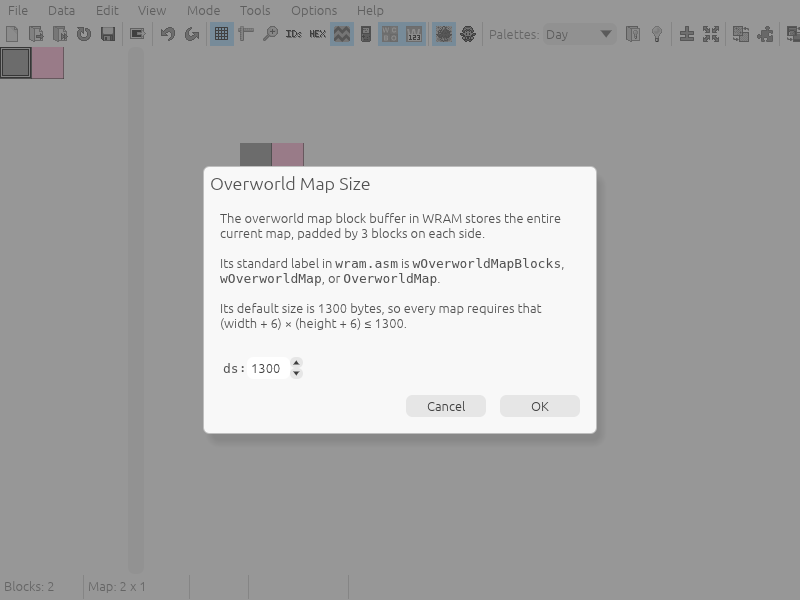 File Data Edit View Mode Tools Options Help
IDs HEX 123 Palettes: Day
Overworld Map Size
The overworld map block buffer in WRAM stores the entire
current map, padded by 3 blocks on each side.
Its standard label in wram.asm is wOverworldMapBlocks,
wOverworldMap, or OverworldMap.
Its default size is 1300 bytes, so every map requires that
(width + 6) × (height + 6) ≤ 1300.
ds: 1300
Cancel OK
Blocks: 2 Map: 2 x 1